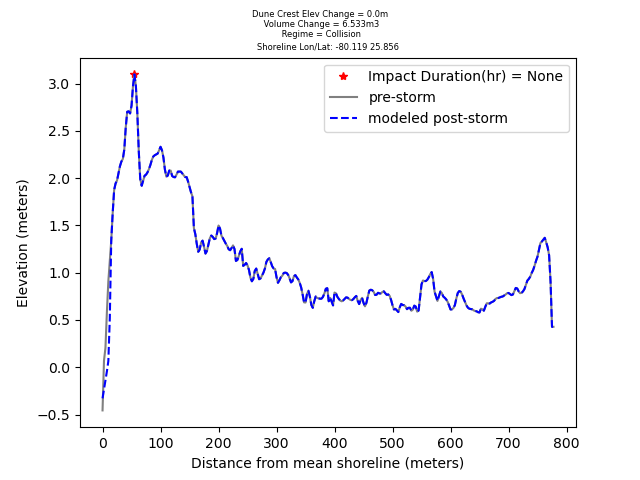 Dune Crest Elev Change = 0.0m
Volume Change = 6.533m3
Regime = Collision
Shoreline Lon/Lat: -80.119 25.856
Impact Duration(hr) = None
pre-storm
modeled post-storm
Elevation (meters)
3.0
2.5
2.0
1.5
1.0
0.5
0.0
−0.5
0 100 200 300 400 500 600 700 800
Distance from mean shoreline (meters)